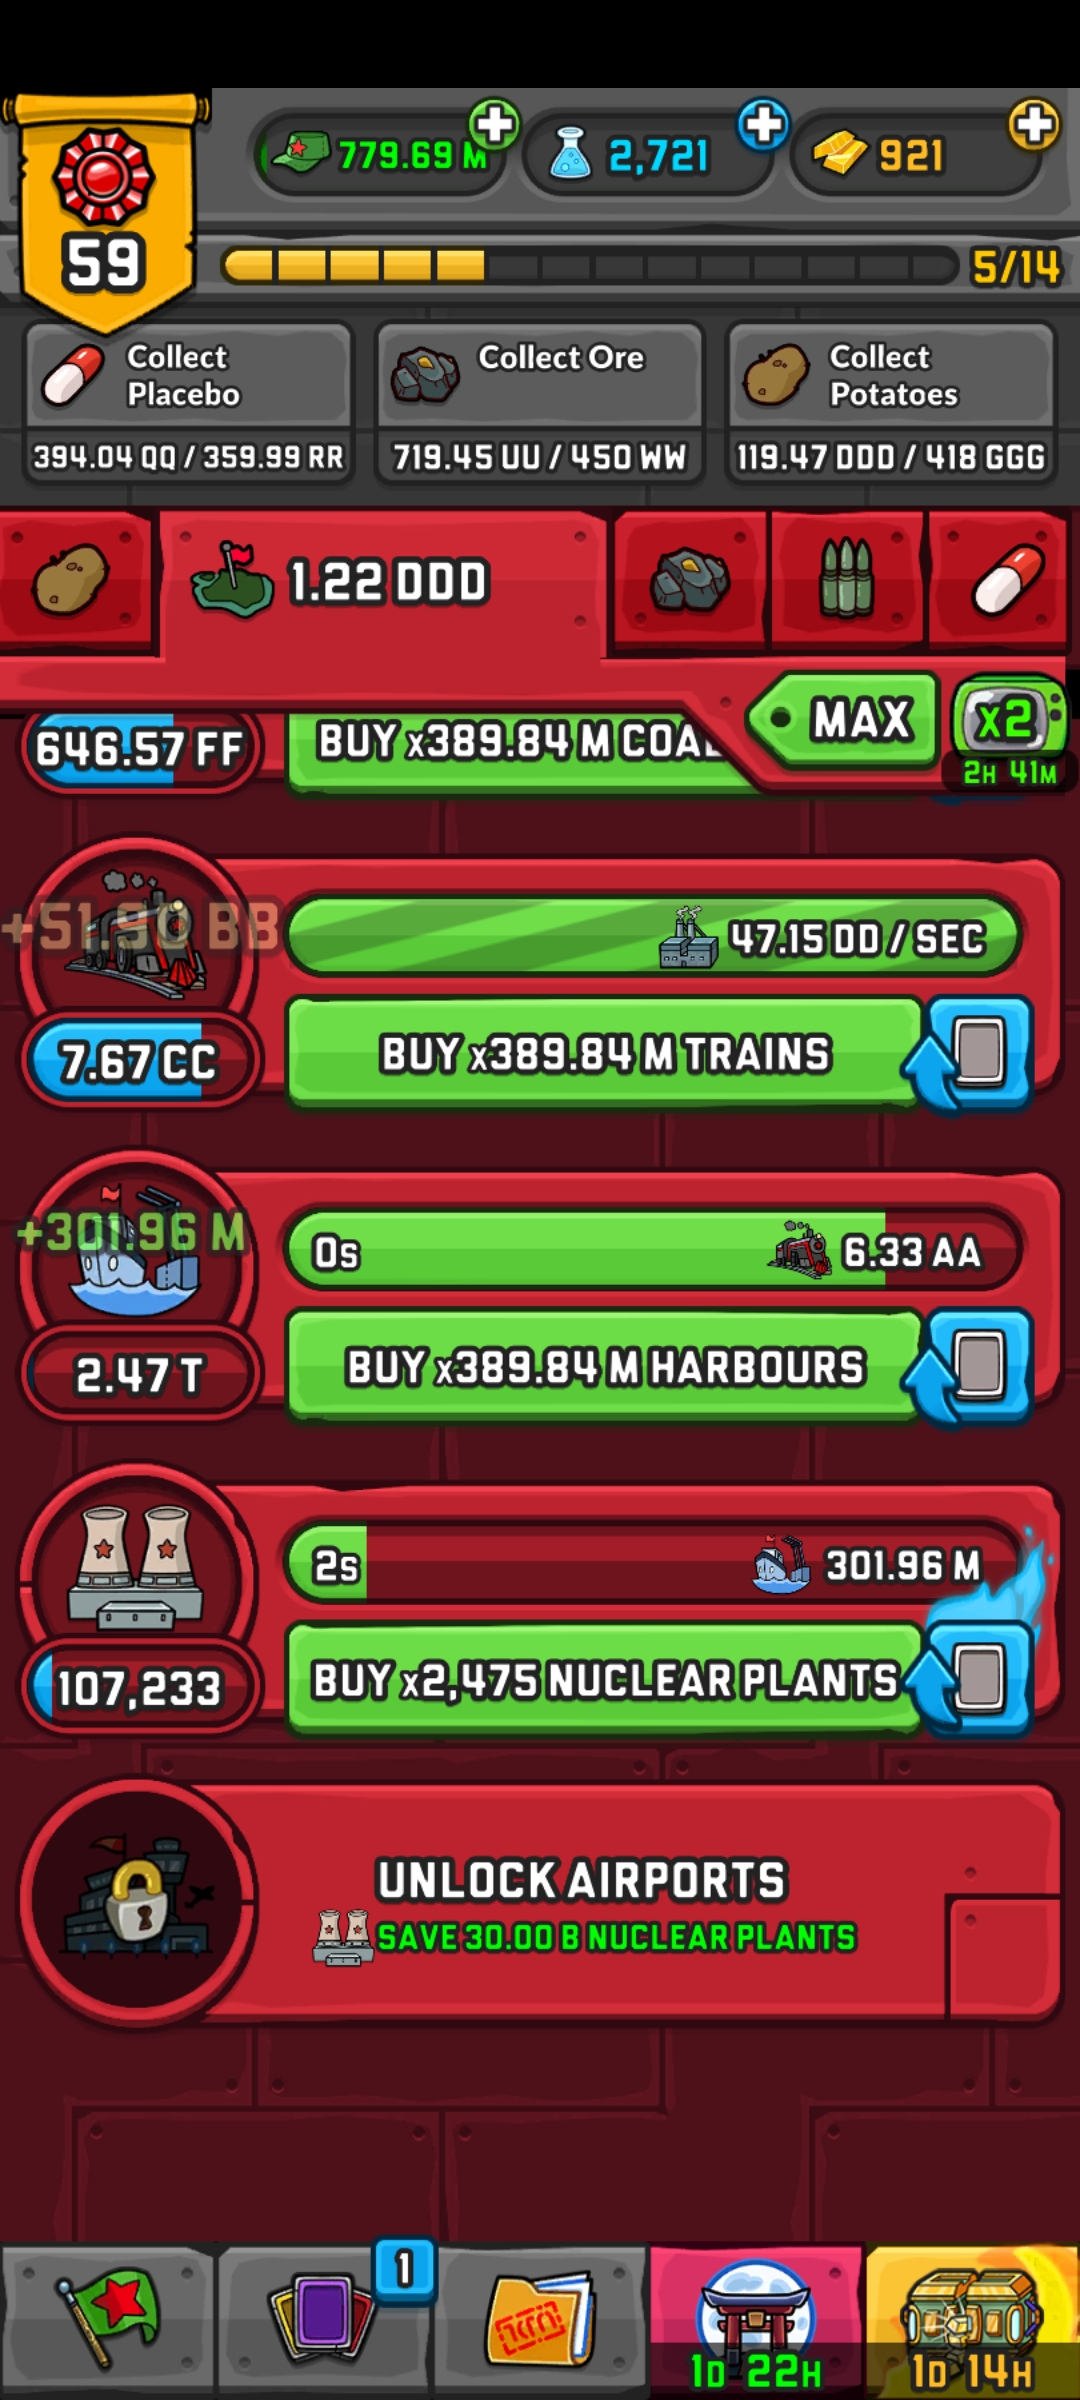 779.69 M
2,721
921
59
5/14
Collect
Placebo
394.04 QQ / 359.99 RR
Collect Ore
719.45 UU / 450 WW
Collect
Potatoes
119.47 DDD / 418 GGG
1.22 DDD
MAX
x2
2H 41M
646.57 FF
BUY x389.84 M COAL
+51.90 BB
47.15 DD / SEC
7.67 CC
BUY x389.84 M TRAINS
+301.96 M
0s
6.33 AA
2.47 T
BUY x389.84 M HARBOURS
2s
301.96 M
107,233
BUY x2,475 NUCLEAR PLANTS
UNLOCK AIRPORTS
SAVE 30.00 B NUCLEAR PLANTS
1
1D 22H
1D 14H